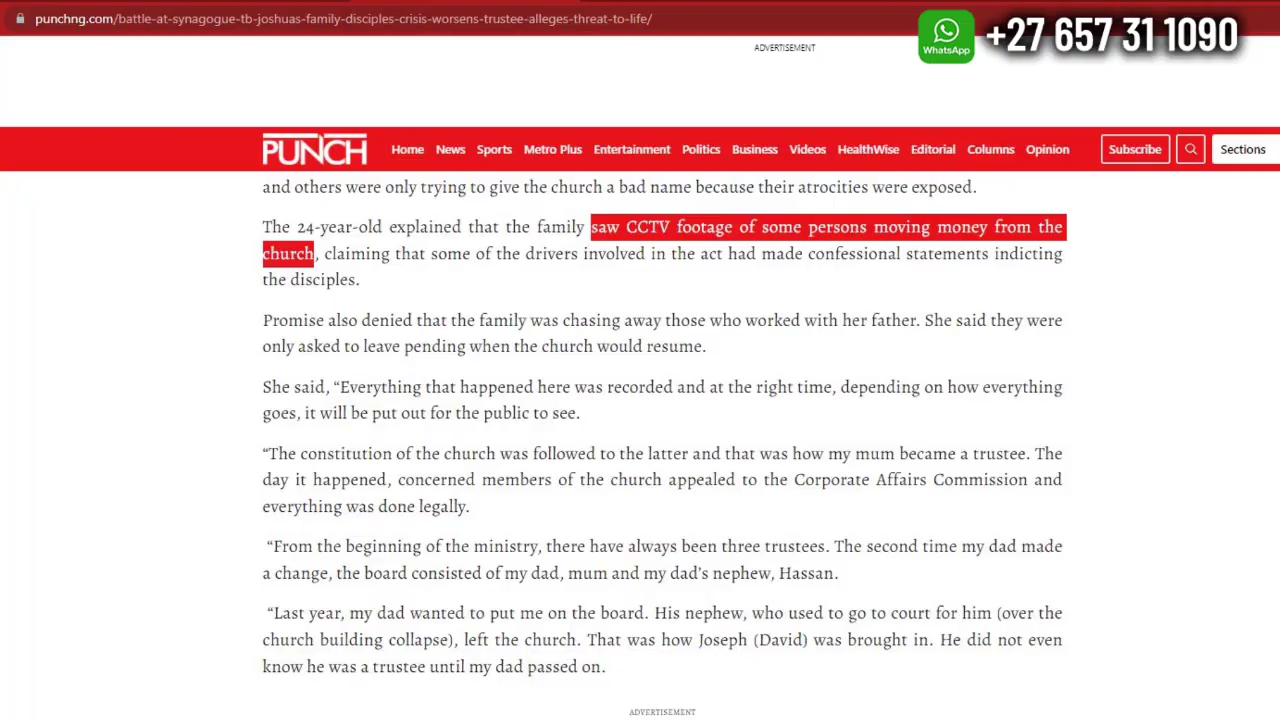 punchng.com/battle-at-synagogue-tb-joshuas-family-disciples-crisis-worsens-trustee-alleges-threat-to-life/
WhatsApp
+27 657 31 1090
ADVERTISEMENT
PUNCH
Home News Sports Metro Plus Entertainment Politics Business Videos HealthWise Editorial Columns Opinion Subscribe Sections
and others were only trying to give the church a bad name because their atrocities were exposed.
The 24-year-old explained that the family saw CCTV footage of some persons moving money from the
church, claiming that some of the drivers involved in the act had made confessional statements indicting
the disciples.
Promise also denied that the family was chasing away those who worked with her father. She said they were
only asked to leave pending when the church would resume.
She said, “Everything that happened here was recorded and at the right time, depending on how everything
goes, it will be put out for the public to see.
“The constitution of the church was followed to the latter and that was how my mum became a trustee. The
day it happened, concerned members of the church appealed to the Corporate Affairs Commission and
everything was done legally.
“From the beginning of the ministry, there have always been three trustees. The second time my dad made
a change, the board consisted of my dad, mum and my dad’s nephew, Hassan.
“Last year, my dad wanted to put me on the board. His nephew, who used to go to court for him (over the
church building collapse), left the church. That was how Joseph (David) was brought in. He did not even
know he was a trustee until my dad passed on.
ADVERTISEMENT